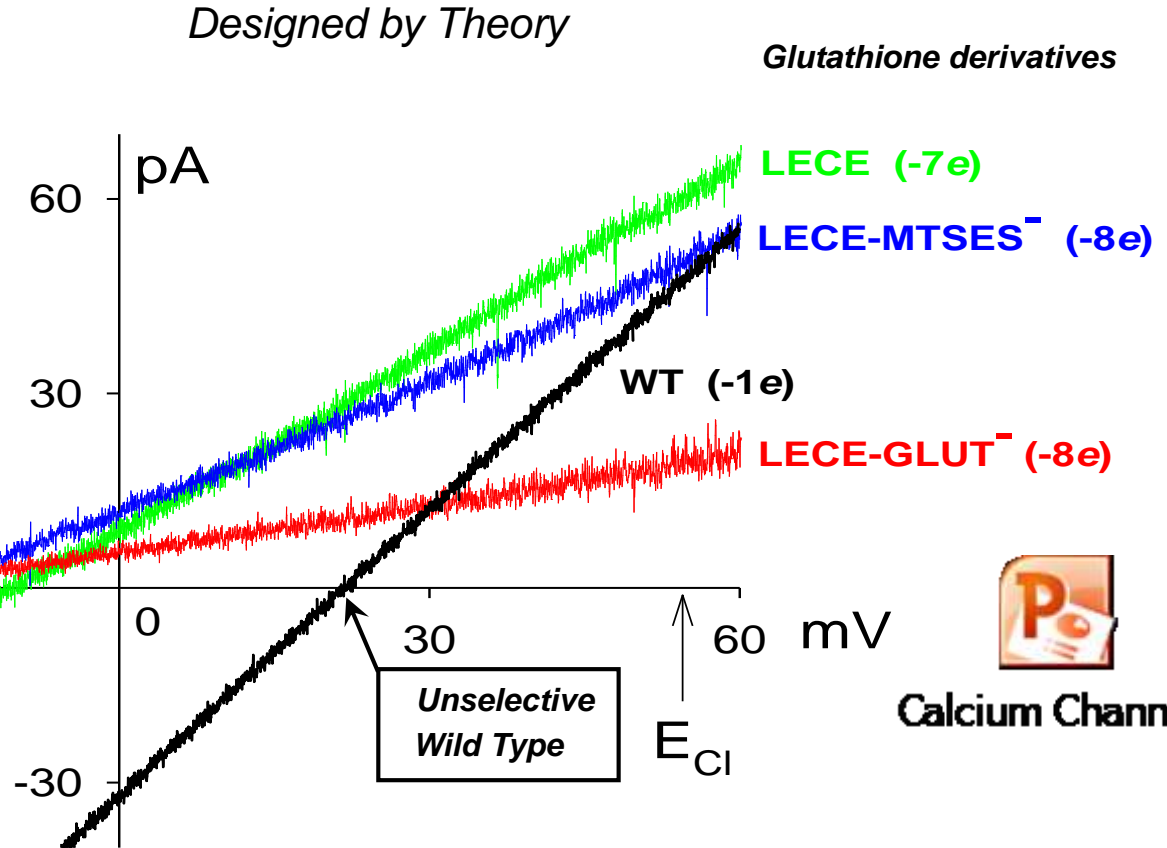 Designed by Theory
Glutathione derivatives
pA
60
30
-30
0
30
60
mV
LECE (-7e)
LECE-MTSES⁻ (-8e)
WT (-1e)
LECE-GLUT⁻ (-8e)
Unselective
Wild Type
E_Cl
P
Calcium Chann